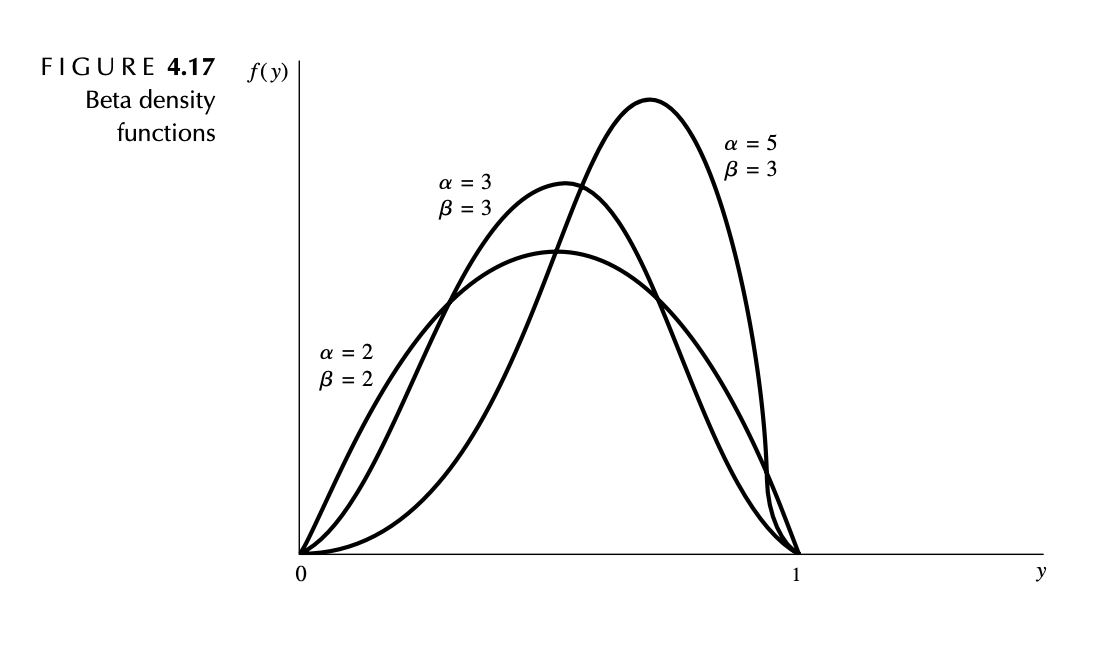 FIGURE 4.17
Beta density
functions
f(y)
α = 5
β = 3
α = 3
β = 3
α = 2
β = 2
0
1
y